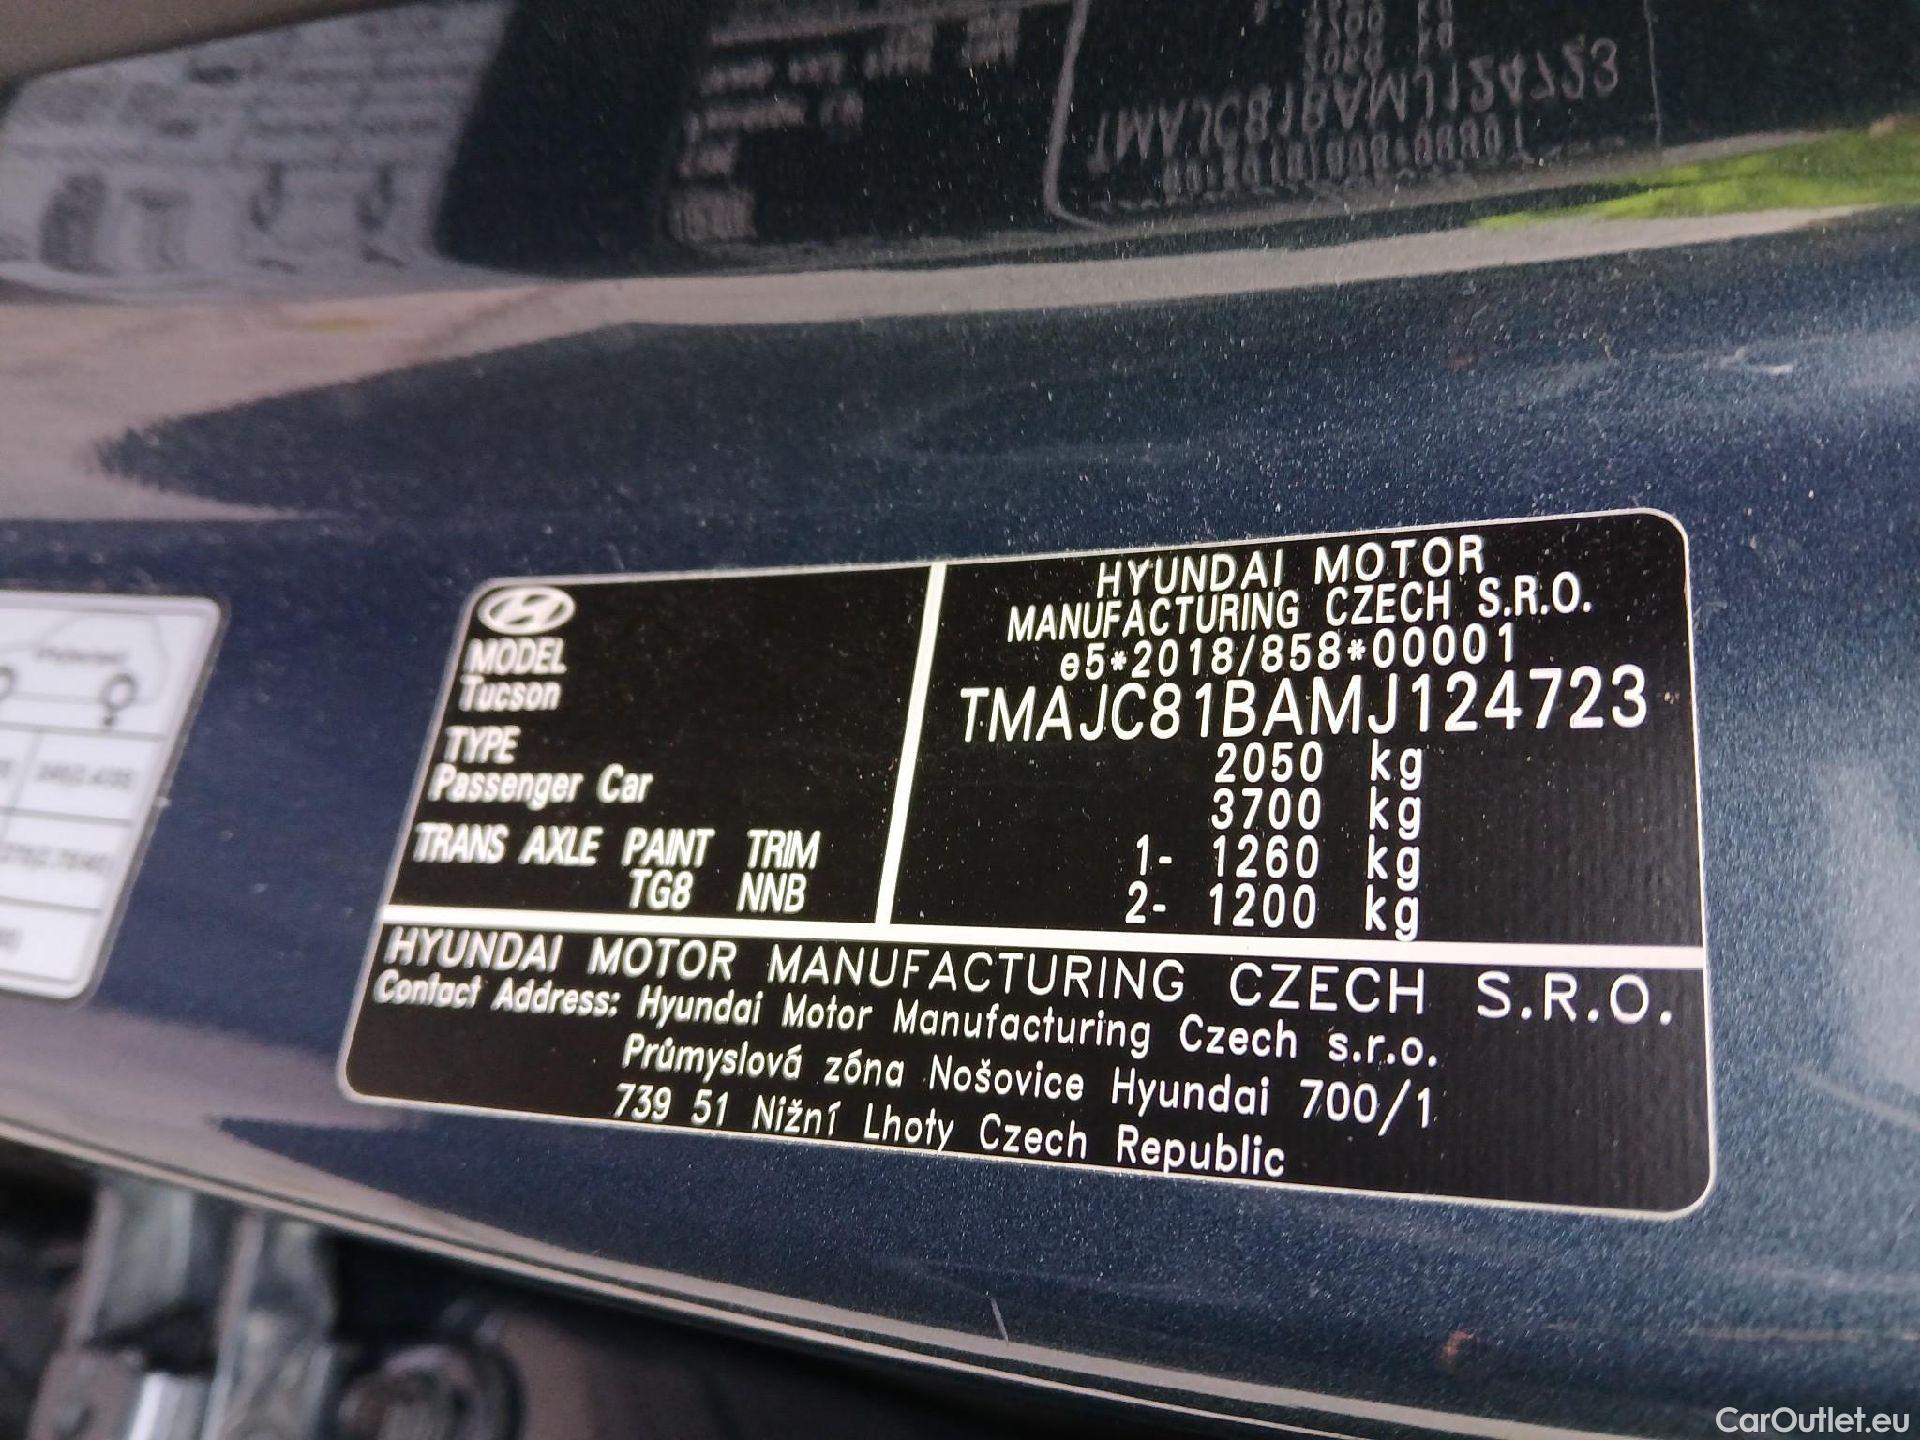 HYUNDAI MOTOR
MANUFACTURING CZECH S.R.O.
e5*2018/858*00001
TMAJC81BAMJ124723
2050 kg
3700 kg
1- 1260 kg
2- 1200 kg
MODEL
Tucson
TYPE
Passenger Car
TRANS AXLE PAINT TRIM
TG8 NNB
HYUNDAI MOTOR MANUFACTURING CZECH S.R.O.
Contact Address: Hyundai Motor Manufacturing Czech s.r.o.
Průmyslová zóna Nošovice Hyundai 700/1
739 51 Nižní Lhoty Czech Republic
CarOutlet.eu